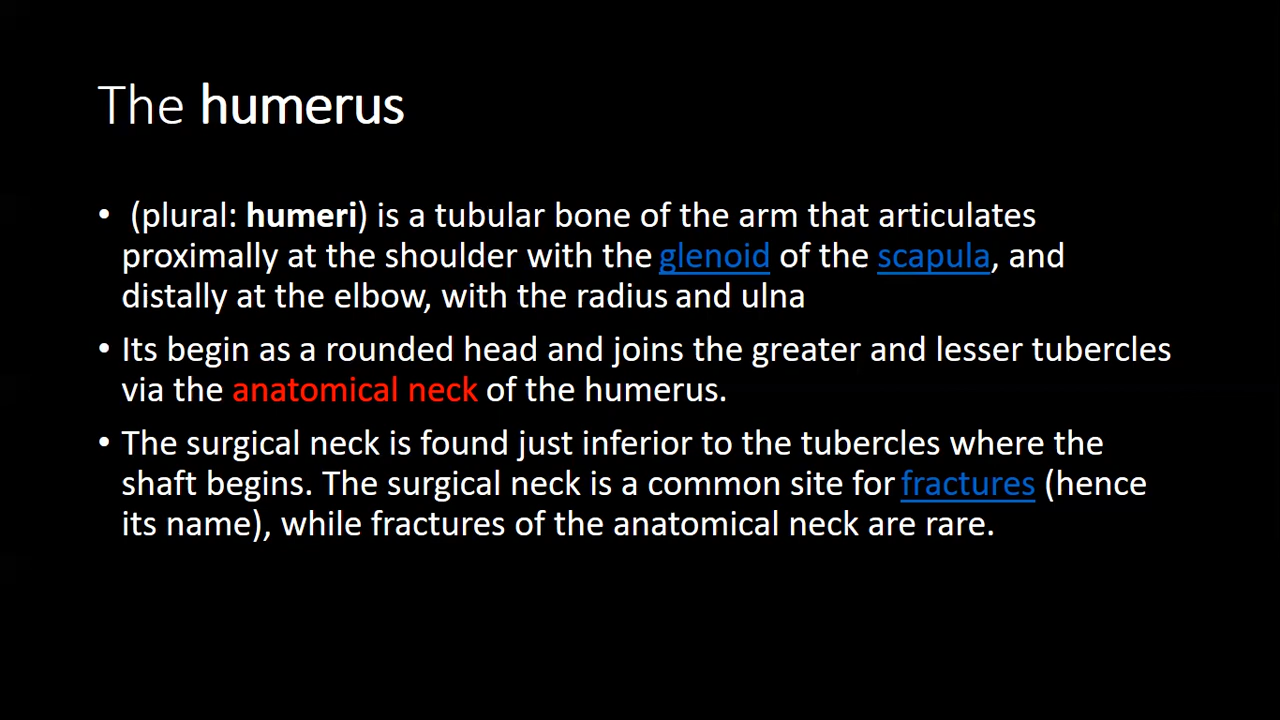 The humerus
• (plural: humeri) is a tubular bone of the arm that articulates
proximally at the shoulder with the glenoid of the scapula, and
distally at the elbow, with the radius and ulna
• Its begin as a rounded head and joins the greater and lesser tubercles
via the anatomical neck of the humerus.
• The surgical neck is found just inferior to the tubercles where the
shaft begins. The surgical neck is a common site for fractures (hence
its name), while fractures of the anatomical neck are rare.